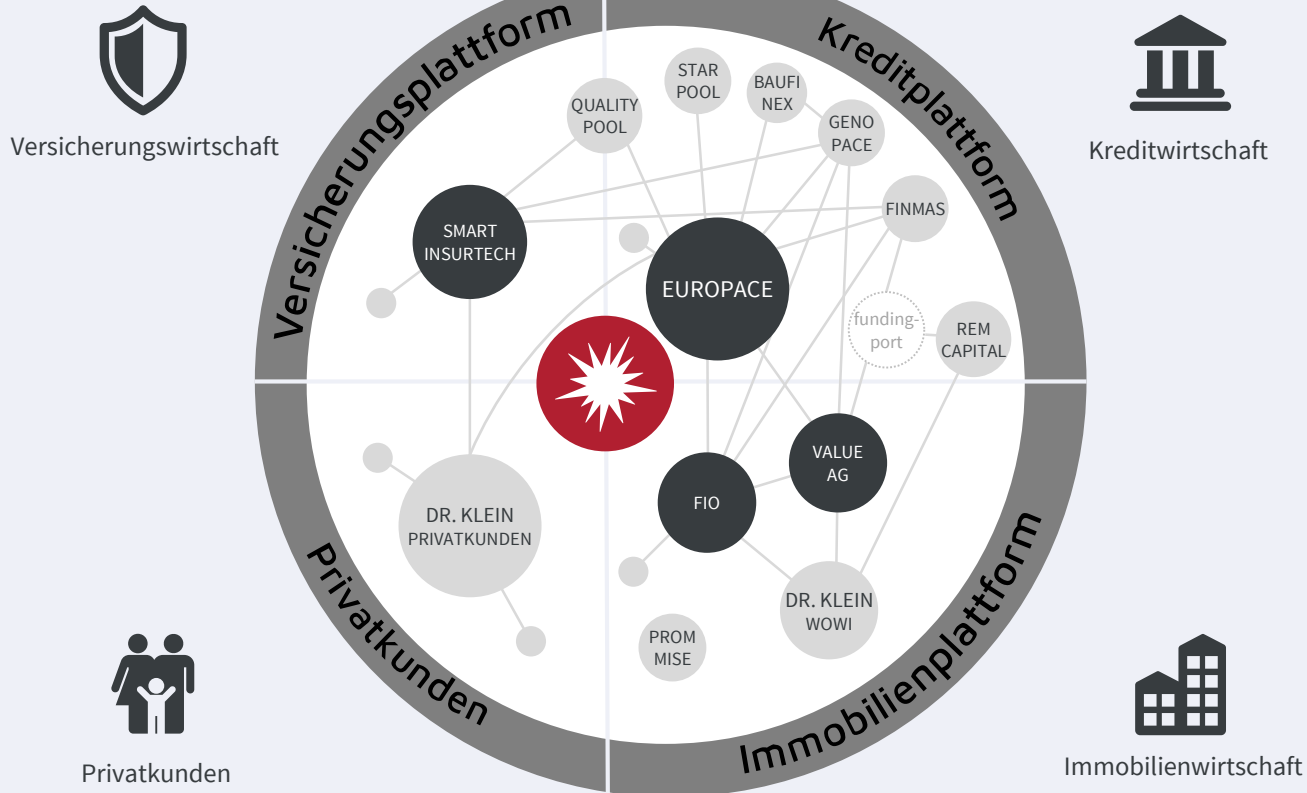 Versicherungsplattform
Kreditplattform
Versicherungswirtschaft
Kreditwirtschaft
STAR
POOL
BAUFI
NEX
QUALITY
POOL
GENO
PACE
FINMAS
SMART
INSURTECH
EUROPACE
funding-
port
REM
CAPITAL
VALUE
AG
FIO
DR. KLEIN
PRIVATKUNDEN
DR. KLEIN
WOWI
PROM
MISE
Privatkunden
Immobilienplattform
Privatkunden
Immobilienwirtschaft